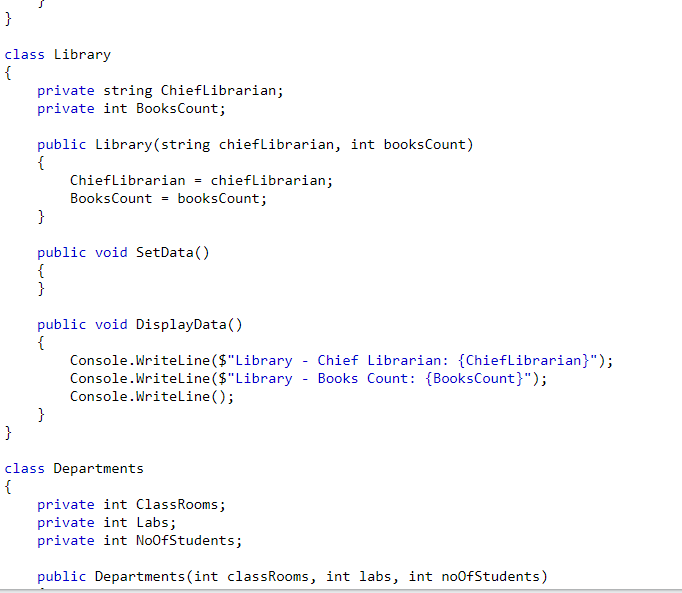 }
}
class Library
{
    private string ChiefLibrarian;
    private int BooksCount;
    public Library(string chiefLibrarian, int booksCount)
    {
        ChiefLibrarian = chiefLibrarian;
        BooksCount = booksCount;
    }
    public void SetData()
    {
    }
    public void DisplayData()
    {
        Console.WriteLine($"Library - Chief Librarian: {ChiefLibrarian}");
        Console.WriteLine($"Library - Books Count: {BooksCount}");
        Console.WriteLine();
    }
}
class Departments
{
    private int ClassRooms;
    private int Labs;
    private int NoOfStudents;
    public Departments(int classRooms, int labs, int noOfStudents)